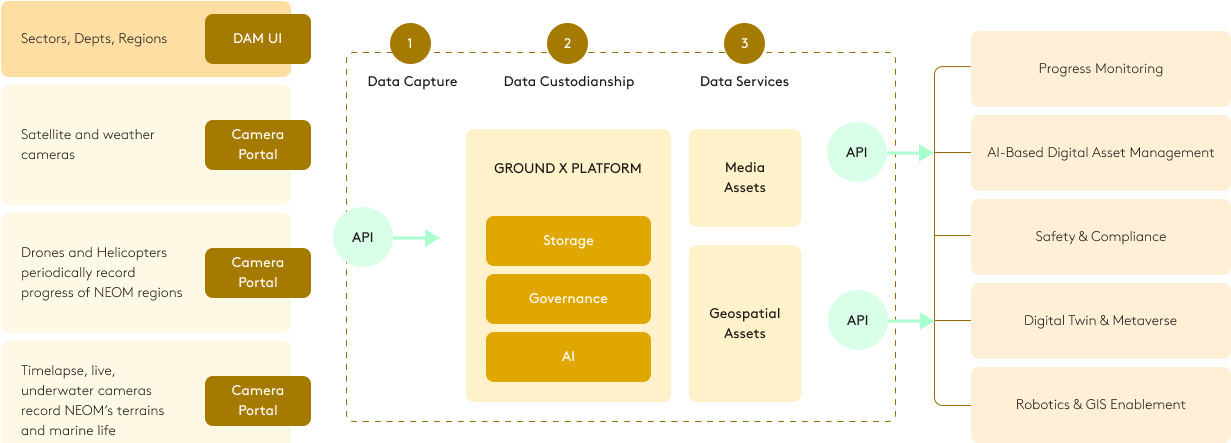 Sectors, Depts, Regions
DAM UI
Satellite and weather
cameras
Camera
Portal
Drones and Helicopters
periodically record
progress of NEOM regions
Camera
Portal
Timelapse, live,
underwater cameras
record NEOM’s terrains
and marine life
Camera
Portal
API
1
Data Capture
2
Data Custodianship
3
Data Services
GROUND X PLATFORM
Storage
Governance
AI
Media
Assets
Geospatial
Assets
API
API
Progress Monitoring
AI-Based Digital Asset Management
Safety & Compliance
Digital Twin & Metaverse
Robotics & GIS Enablement